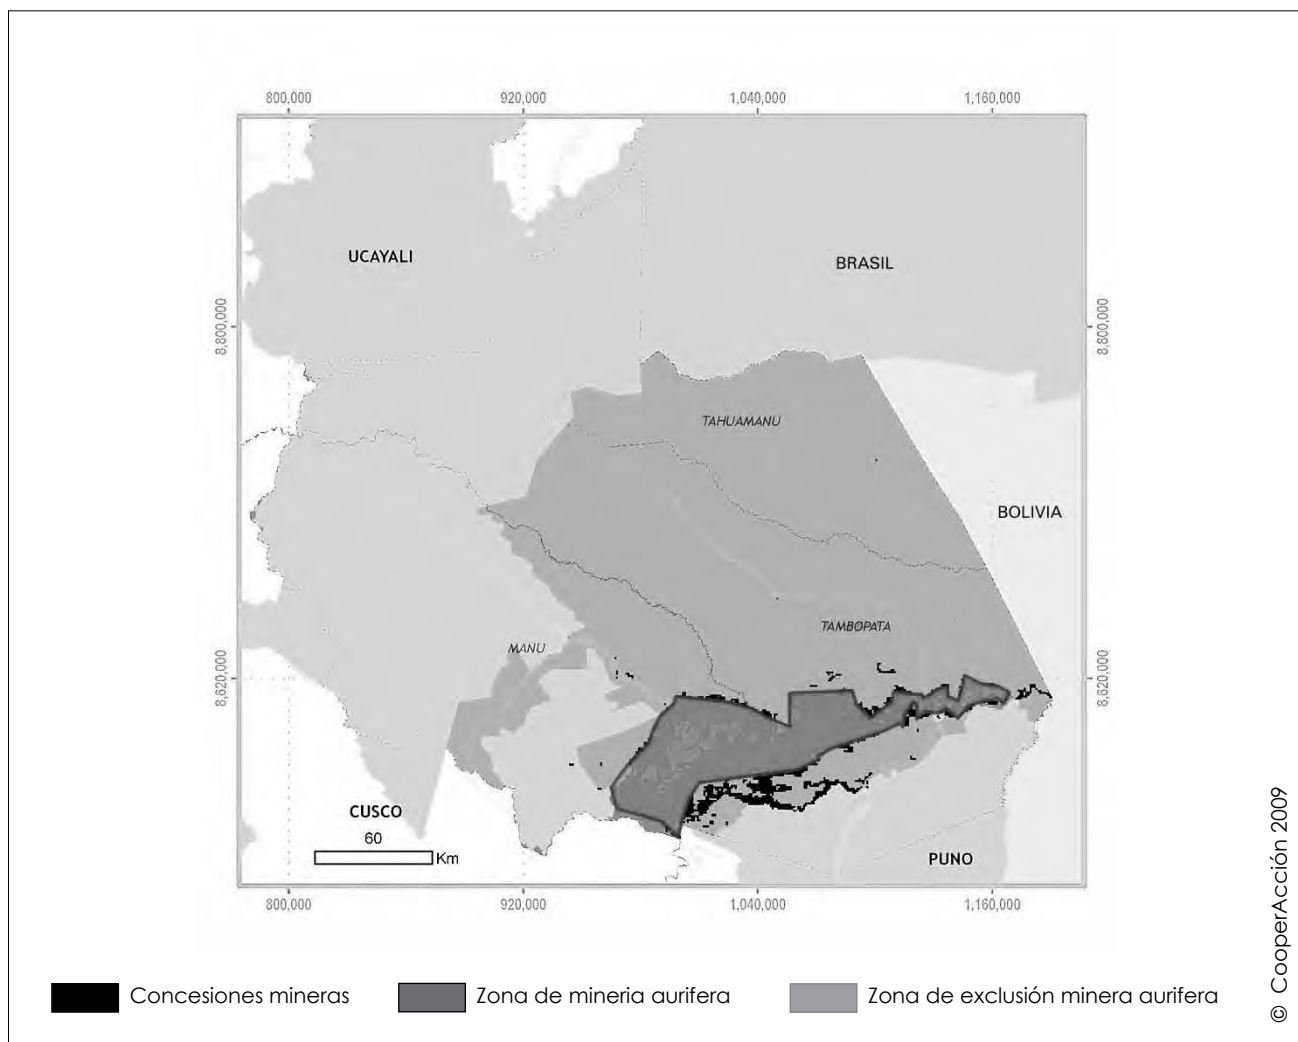 800,000 920,000 1,040,000 1,160,000
UCAYALI
BRASIL
8,800,000 8,800,000
TAHUAMANU
BOLIVIA
TAMBOPATA
MANU
8,620,000 8,620,000
CUSCO
60
Km
PUNO
800,000 920,000 1,040,000 1,160,000
Concesiones mineras
Zona de mineria aurifera
Zona de exclusión minera aurifera
© CooperAcción 2009